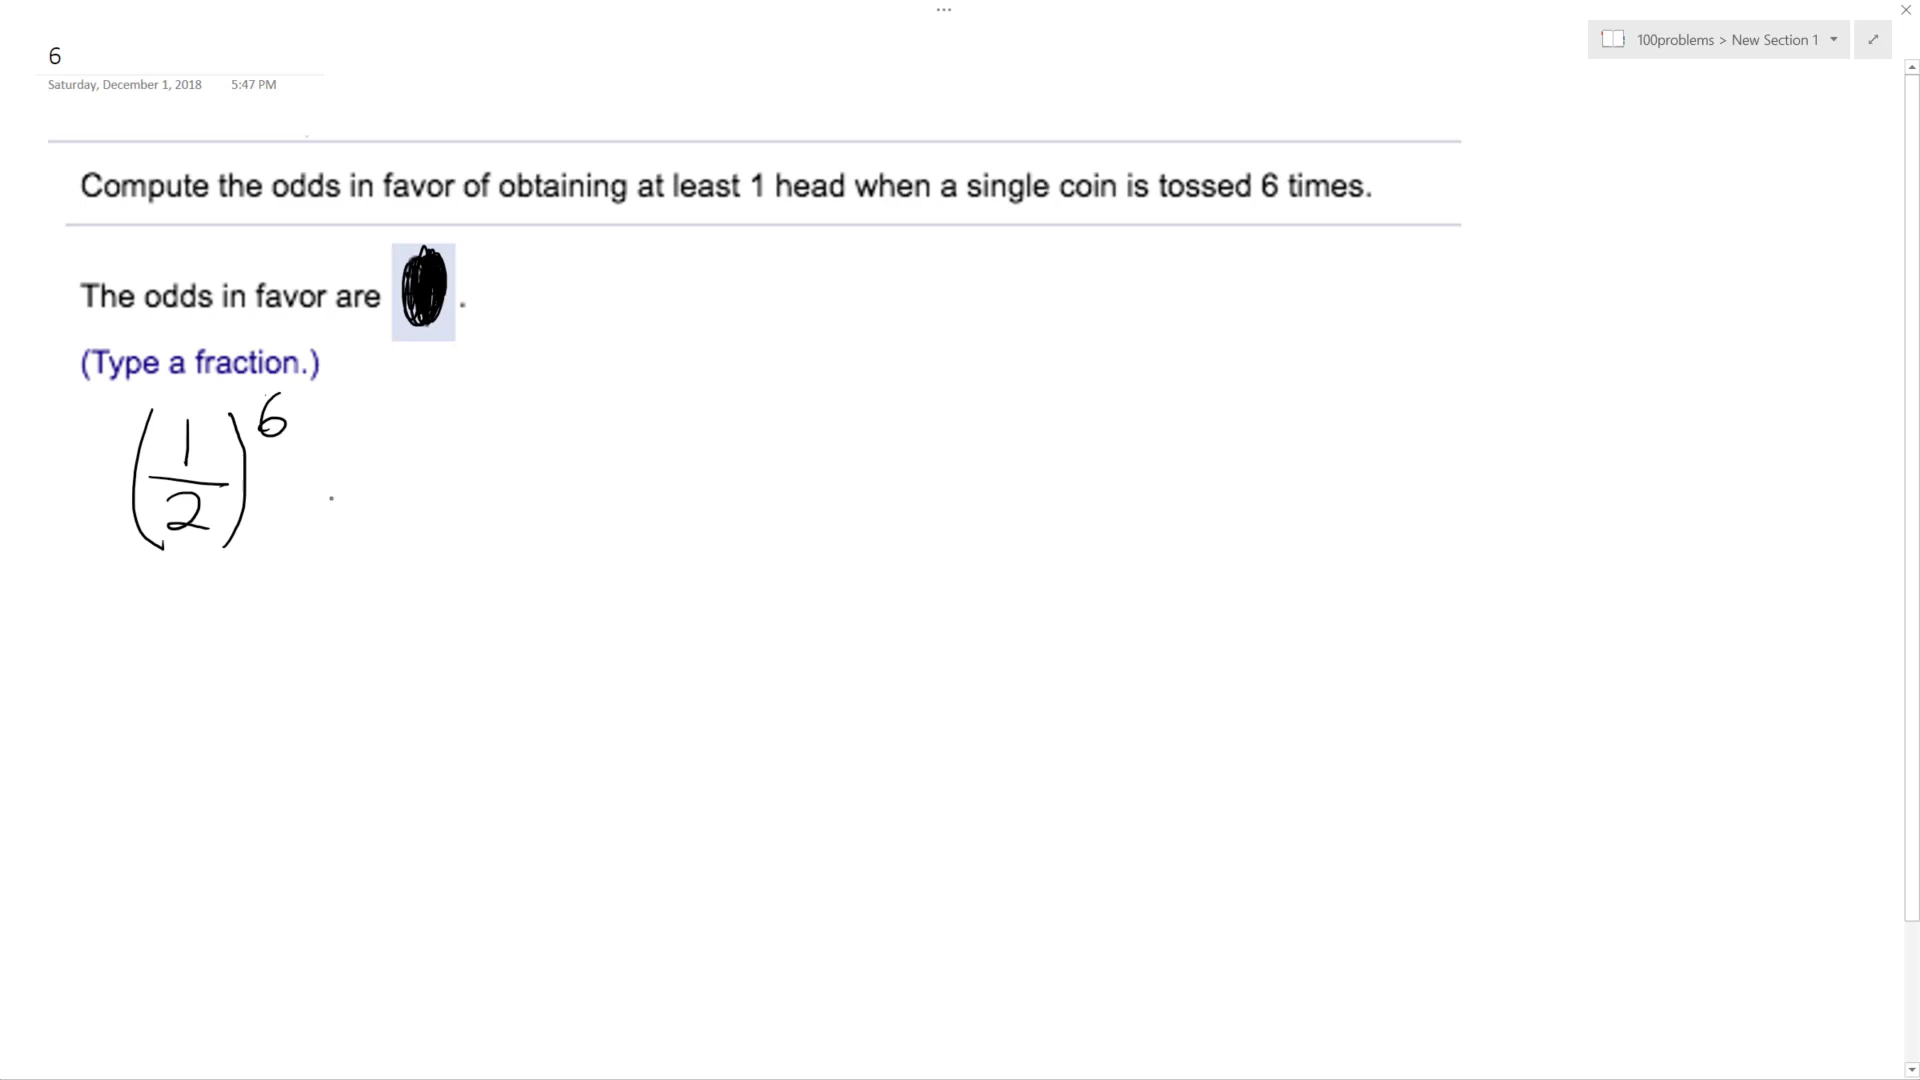 ...
100problems > New Section 1
6
Saturday, December 1, 2018 5:47 PM
Compute the odds in favor of obtaining at least 1 head when a single coin is tossed 6 times.
The odds in favor are .
(Type a fraction.)
(1/2)^6